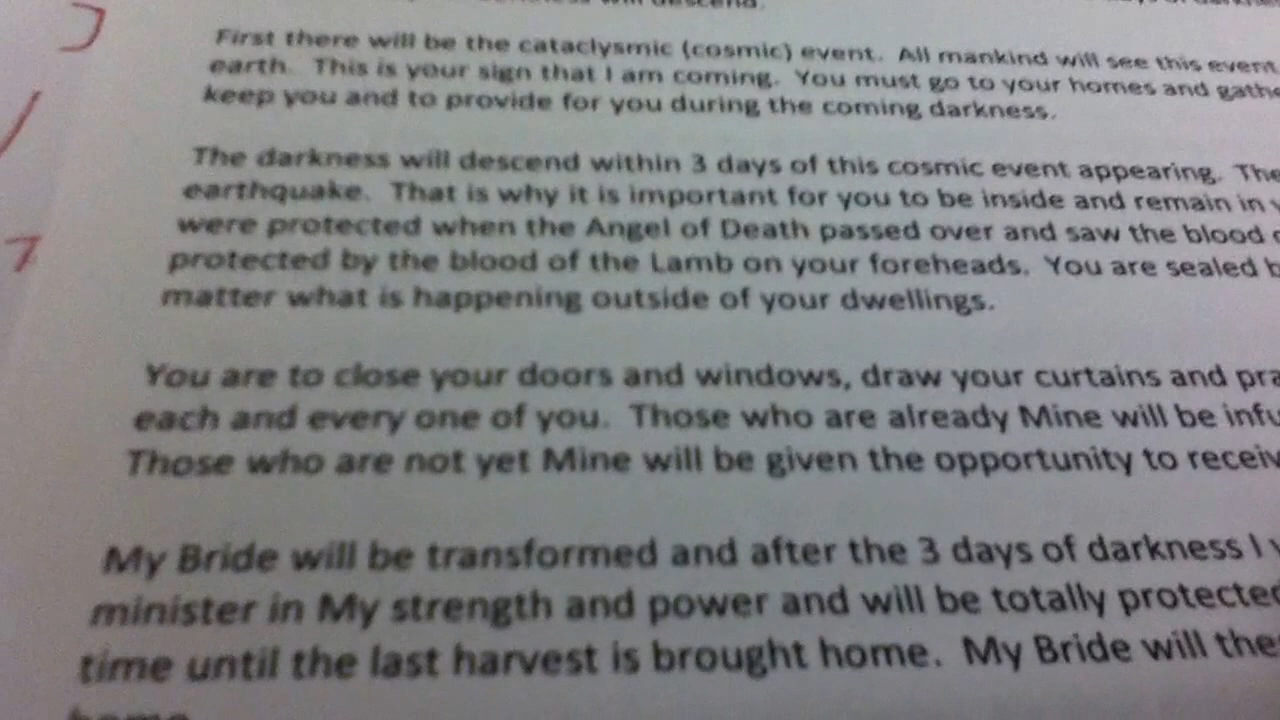 will descend.
First there will be the cataclysmic (cosmic) event. All mankind will see this event
earth. This is your sign that I am coming. You must go to your homes and
keep you and to provide for you during the coming darkness.
The darkness will descend within 3 days of this cosmic event appearing. The
earthquake. That is why it is important for you to be inside and remain in
were protected when the Angel of Death passed over and saw the blood
protected by the blood of the Lamb on your foreheads. You are sealed
matter what is happening outside of your dwellings.
You are to close your doors and windows, draw your curtains and
each and every one of you. Those who are already Mine will be
Those who are not yet Mine will be given the opportunity to
My Bride will be transformed and after the 3 days of darkness I
minister in My strength and power and will be totally protected
time until the last harvest is brought home. My Bride will